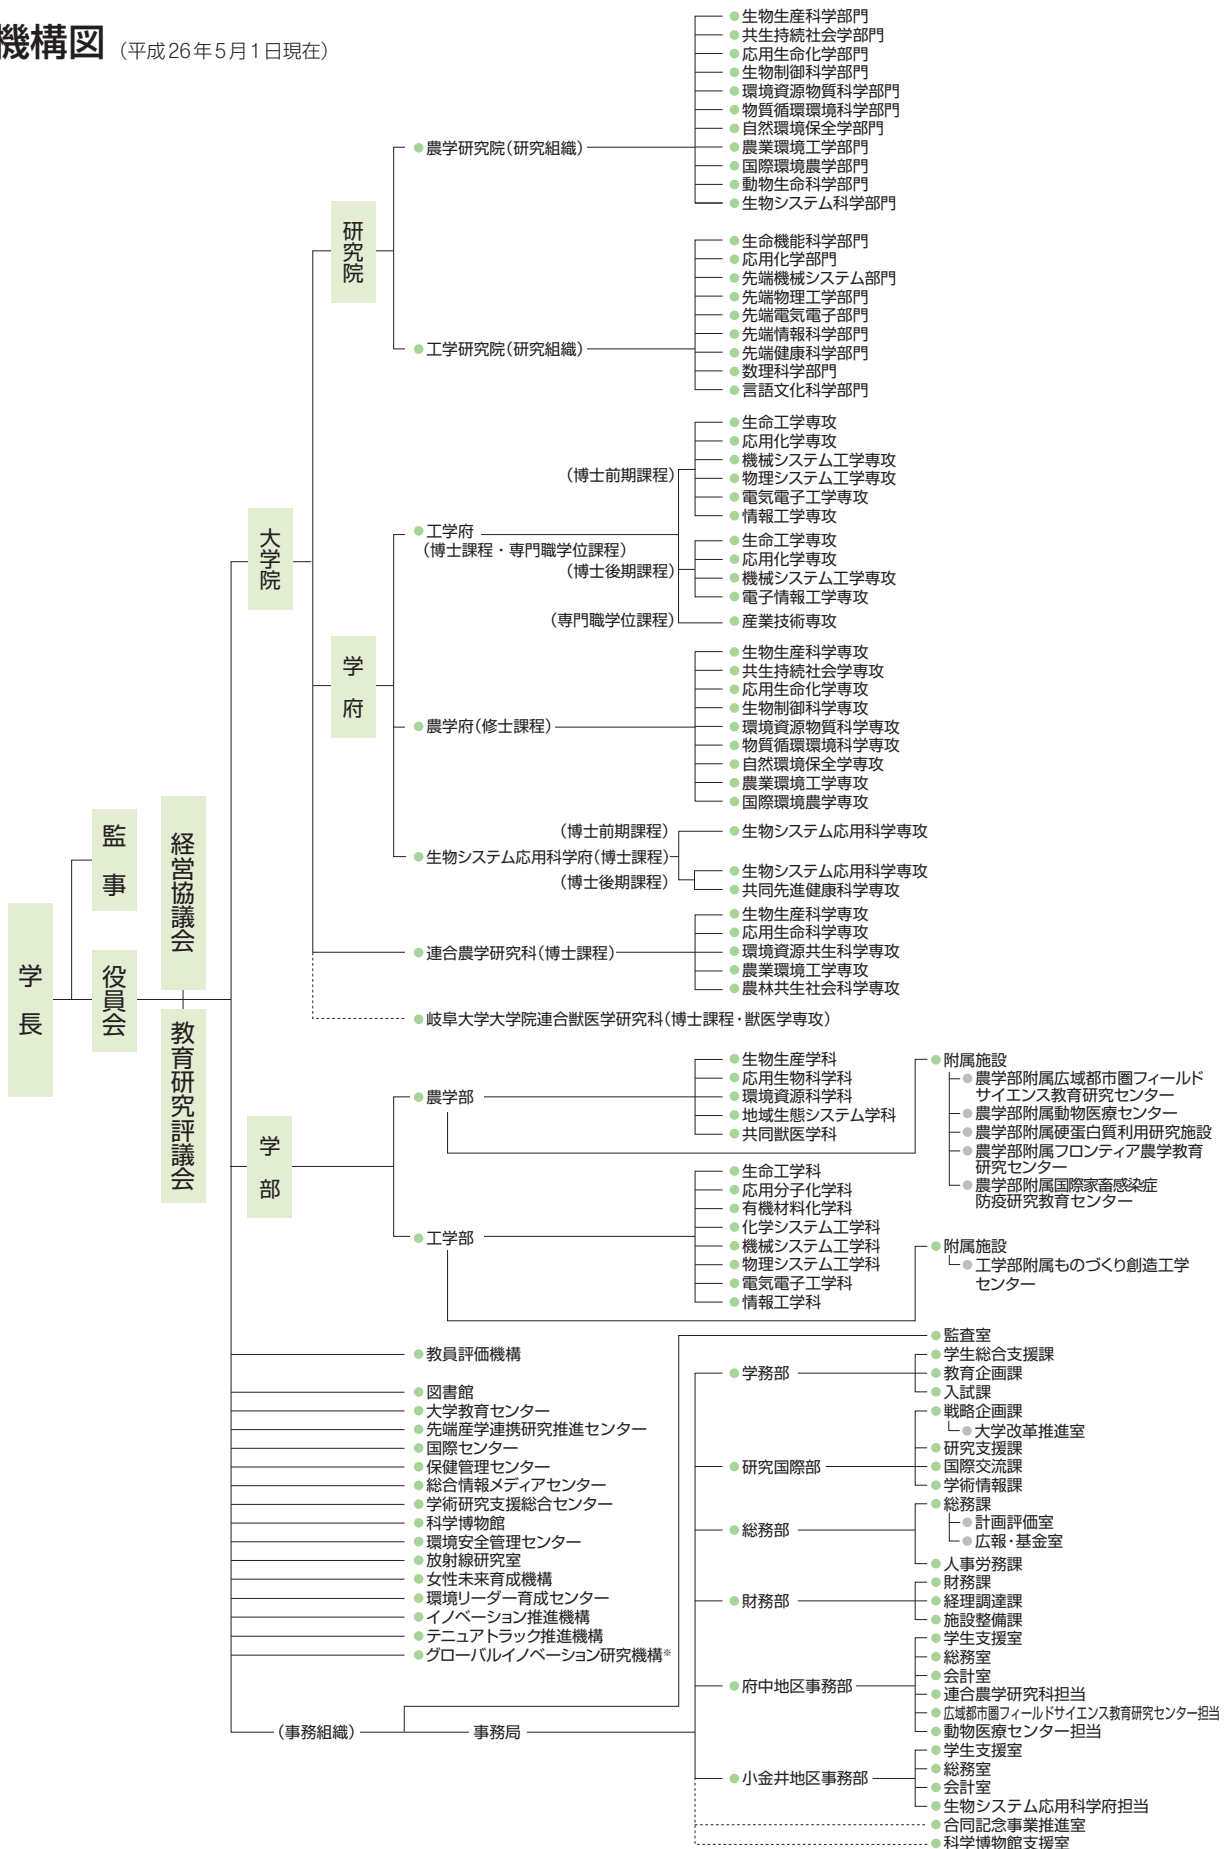 機構図 (平成26年5月1日現在)
学長
監事
役員会
経営協議会
教育研究評議会
大学院
研究院
農学研究院(研究組織)
生物生産科学部門
共生持続社会学部門
応用生命化学部門
生物制御科学部門
環境資源物質科学部門
物質循環環境科学部門
自然環境保全学部門
農業環境工学部門
国際環境農学部門
動物生命科学部門
生物システム科学部門
工学研究院(研究組織)
生命機能科学部門
応用化学部門
先端機械システム部門
先端物理工学部門
先端電気電子部門
先端情報科学部門
先端健康科学部門
数理科学部門
言語文化科学部門
学府
工学府
(博士課程・専門職学位課程)
(博士前期課程)
生命工学専攻
応用化学専攻
機械システム工学専攻
物理システム工学専攻
電気電子工学専攻
情報工学専攻
(博士後期課程)
生命工学専攻
応用化学専攻
機械システム工学専攻
電子情報工学専攻
(専門職学位課程)
産業技術専攻
農学府(修士課程)
生物生産科学専攻
共生持続社会学専攻
応用生命化学専攻
生物制御科学専攻
環境資源物質科学専攻
物質循環環境科学専攻
自然環境保全学専攻
農業環境工学専攻
国際環境農学専攻
生物システム応用科学府(博士課程)
(博士前期課程)
生物システム応用科学専攻
(博士後期課程)
生物システム応用科学専攻
共同先進健康科学専攻
連合農学研究科(博士課程)
生物生産科学専攻
応用生命科学専攻
環境資源共生科学専攻
農業環境工学専攻
農林共生社会科学専攻
岐阜大学大学院連合獣医学研究科(博士課程・獣医学専攻)
学部
農学部
生物生産学科
応用生物科学科
環境資源科学科
地域生態システム学科
共同獣医学科
附属施設
農学部附属広域都市圏フィールド
サイエンス教育研究センター
農学部附属動物医療センター
農学部附属硬蛋白質利用研究施設
農学部附属フロンティア農学教育
研究センター
農学部附属国際家畜感染症
防疫研究教育センター
工学部
生命工学科
応用分子化学科
有機材料化学科
化学システム工学科
機械システム工学科
物理システム工学科
電気電子工学科
情報工学科
附属施設
工学部附属ものづくり創造工学
センター
教員評価機構
図書館
大学教育センター
先端産学連携研究推進センター
国際センター
保健管理センター
総合情報メディアセンター
学術研究支援総合センター
科学博物館
環境安全管理センター
放射線研究室
女性未来育成機構
環境リーダー育成センター
イノベーション推進機構
テニュアトラック推進機構
グローバルイノベーション研究機構※
(事務組織)
事務局
監査室
学務部
学生総合支援課
教育企画課
入試課
研究国際部
戦略企画課
大学改革推進室
研究支援課
国際交流課
学術情報課
総務部
総務課
計画評価室
広報・基金室
人事労務課
財務部
財務課
経理調達課
施設整備課
府中地区事務部
学生支援室
総務室
会計室
連合農学研究科担当
広域都市圏フィールドサイエンス教育研究センター担当
動物医療センター担当
小金井地区事務部
学生支援室
総務室
会計室
生物システム応用科学府担当
合同記念事業推進室
科学博物館支援室